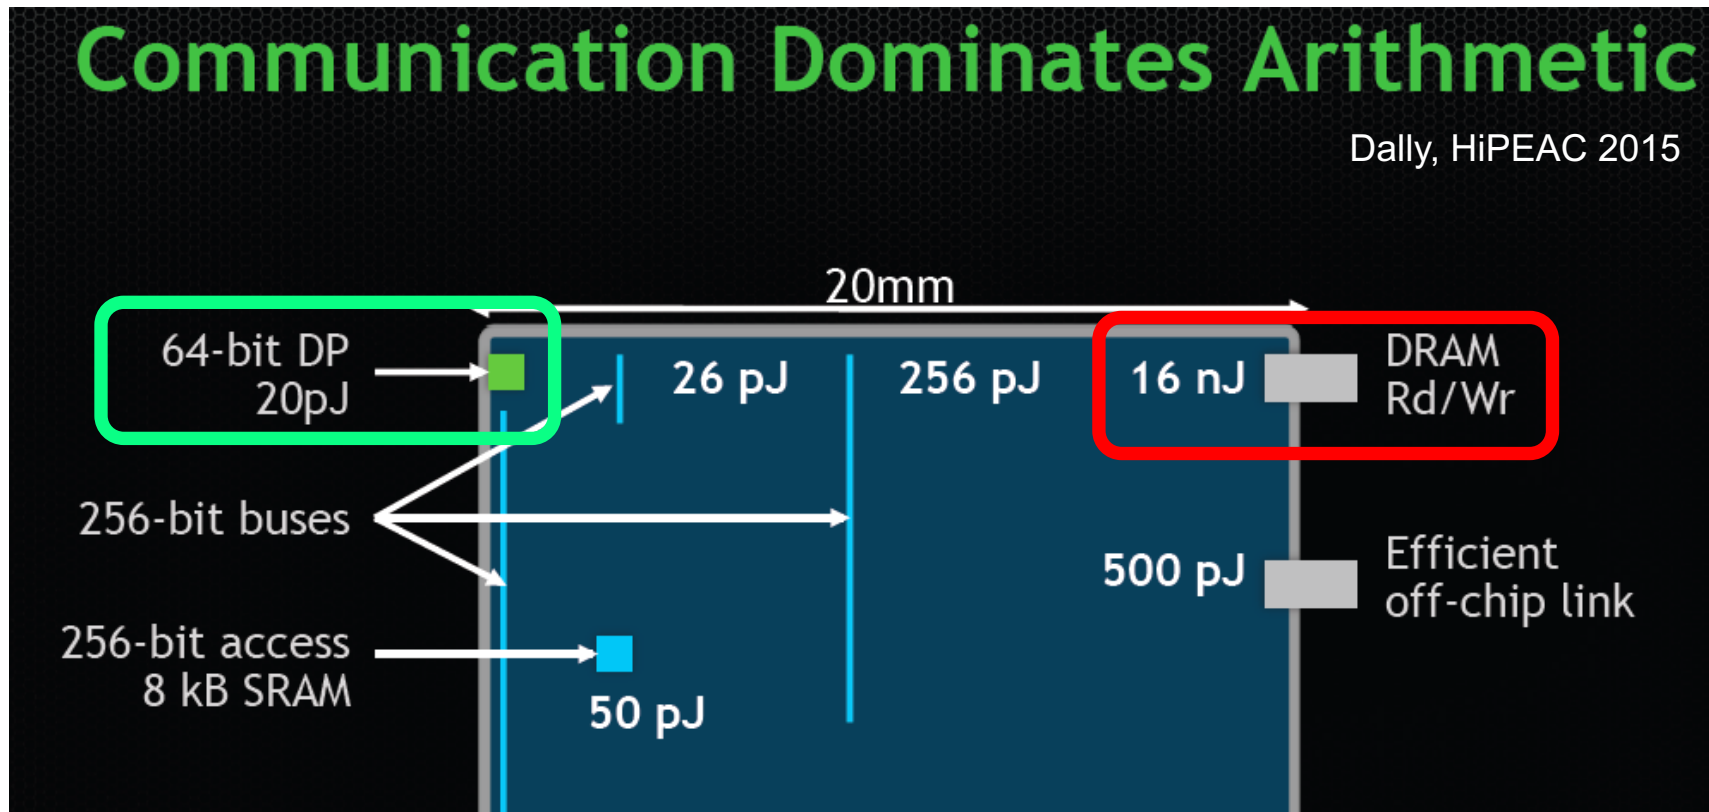 Communication Dominates Arithmetic
Dally, HiPEAC 2015
20mm
64-bit DP
20pJ
26 pJ
256 pJ
16 nJ
DRAM
Rd/Wr
256-bit buses
500 pJ
Efficient
off-chip link
256-bit access
8 kB SRAM
50 pJ